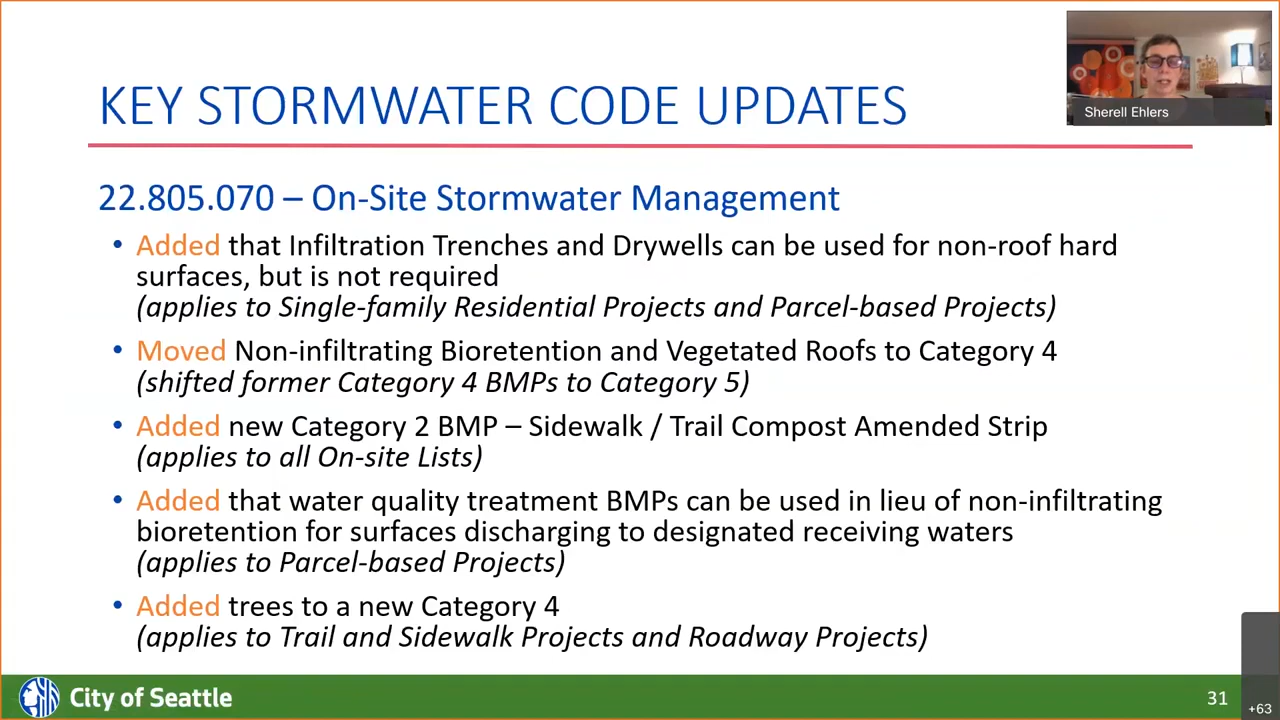 KEY STORMWATER CODE UPDATES
Sherell Ehlers
22.805.070 – On-Site Stormwater Management
• Added that Infiltration Trenches and Drywells can be used for non-roof hard
surfaces, but is not required
(applies to Single-family Residential Projects and Parcel-based Projects)
• Moved Non-infiltrating Bioretention and Vegetated Roofs to Category 4
(shifted former Category 4 BMPs to Category 5)
• Added new Category 2 BMP – Sidewalk / Trail Compost Amended Strip
(applies to all On-site Lists)
• Added that water quality treatment BMPs can be used in lieu of non-infiltrating
bioretention for surfaces discharging to designated receiving waters
(applies to Parcel-based Projects)
• Added trees to a new Category 4
(applies to Trail and Sidewalk Projects and Roadway Projects)
City of Seattle
31
+63